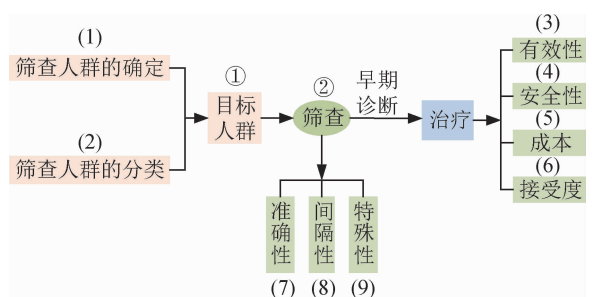 (1)
筛查人群的确定
(2)
筛查人群的分类
①
目标
人群
②
筛查
早期
诊断
治疗
(3)
有效性
(4)
安全性
(5)
成本
(6)
接受度
准确性
(7)
间隔性
(8)
特殊性
(9)